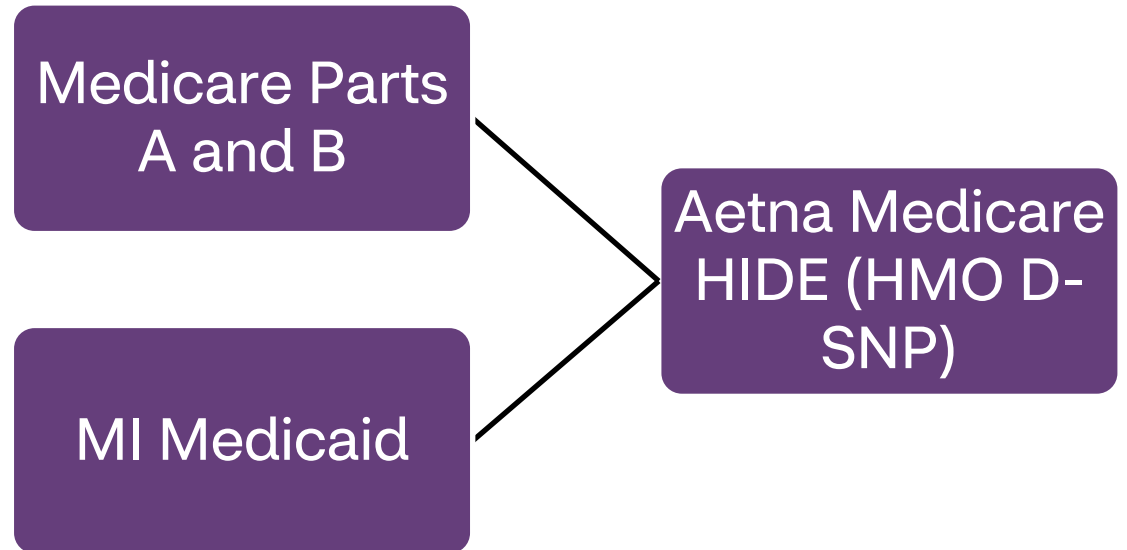 Medicare Parts
A and B
MI Medicaid
Aetna Medicare
HIDE (HMO D-
SNP)